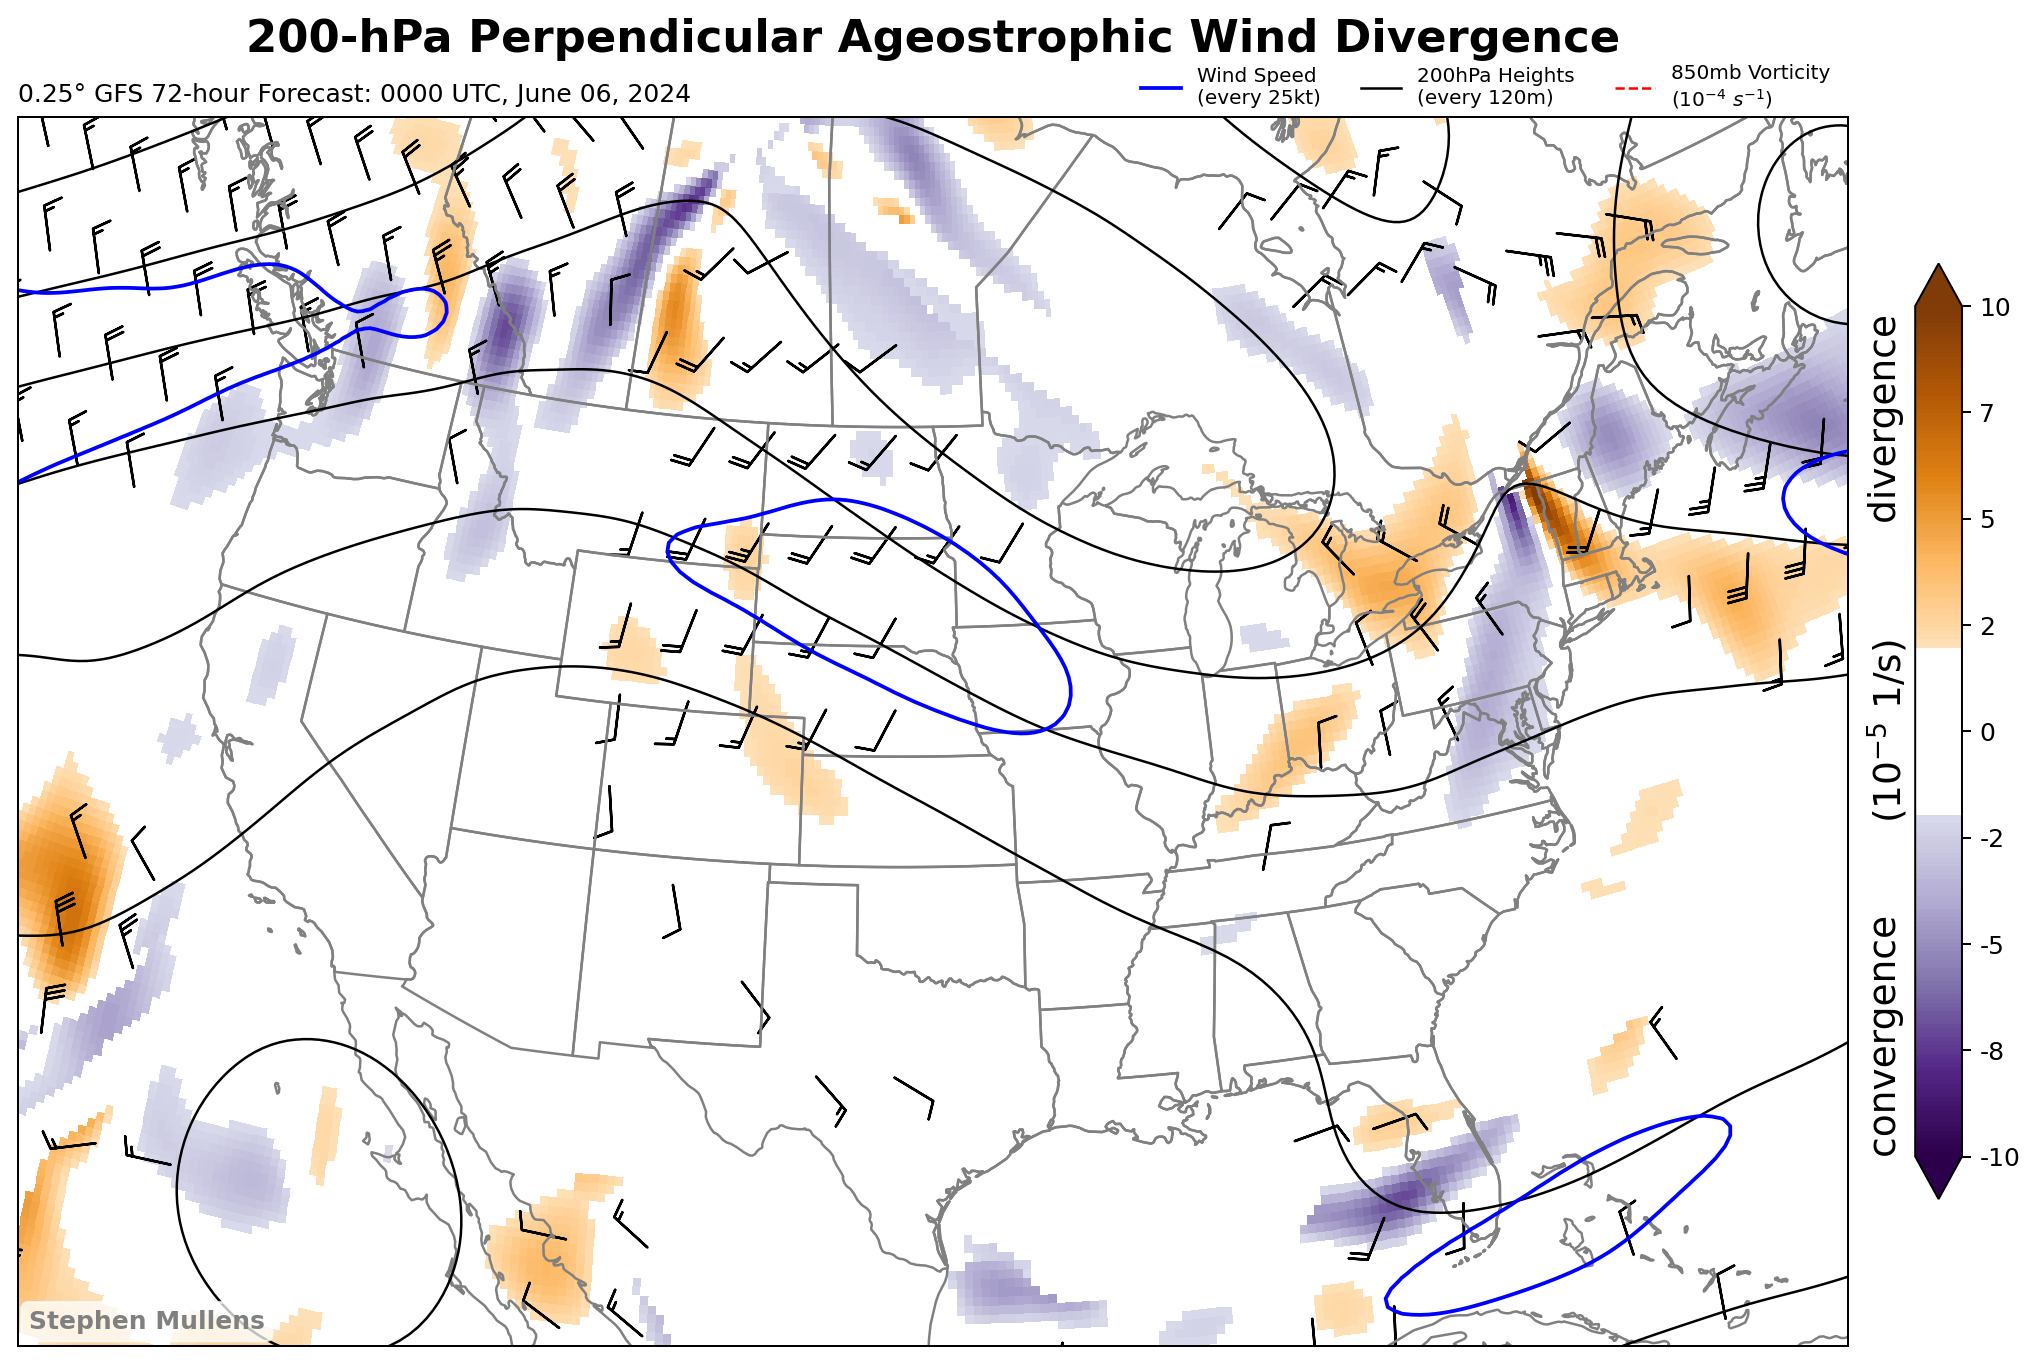 200-hPa Perpendicular Ageostrophic Wind Divergence
0.25° GFS 72-hour Forecast: 0000 UTC, June 06, 2024
Wind Speed
(every 25kt)
200hPa Heights
(every 120m)
850mb Vorticity
(10⁻⁴ s⁻¹)
10
7
5
2
0
-2
-5
-8
-10
convergence (10⁻⁵ 1/s) divergence
Stephen Mullens